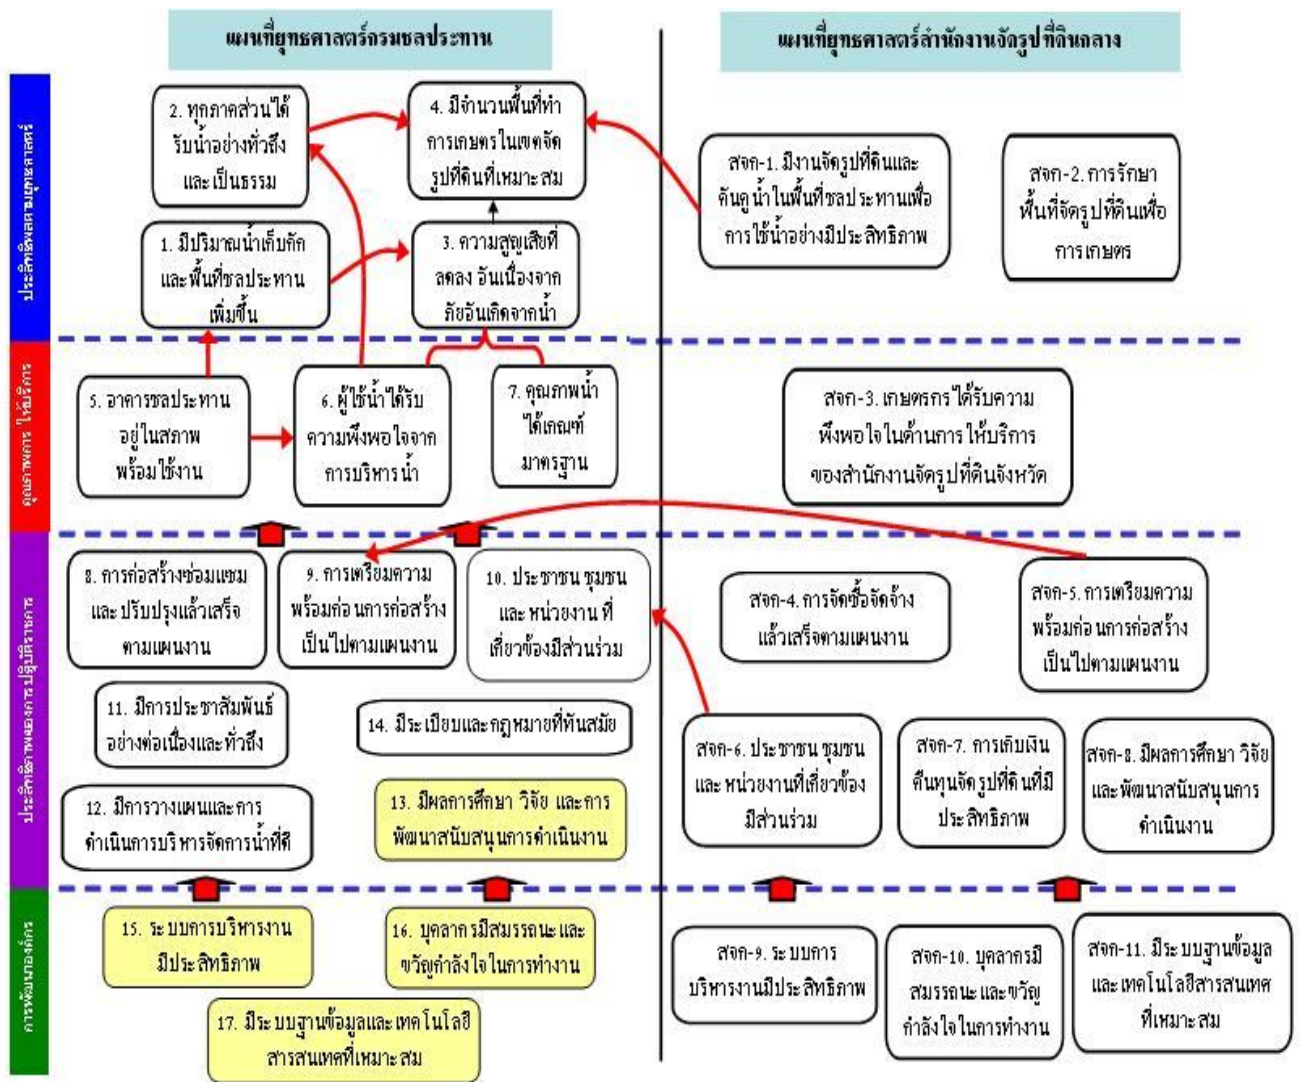 แผนที่ยุทธศาสตร์กรมชลประทาน
แผนที่ยุทธศาสตร์สำนักงานจัดรูปที่ดินกลาง
ประสิทธิผลตามยุทธศาสตร์
2. ทุกภาคส่วนได้
รับน้ำอย่างทั่วถึง
และเป็นธรรม
4. มีจำนวนพื้นที่ทำ
การเกษตรในเขตจัด
รูปที่ดินที่เหมาะสม
สจก-1. มีงานจัดรูปที่ดินและ
คันคูน้ำในพื้นที่ชลประทานเพื่อ
การใช้น้ำอย่างมีประสิทธิภาพ
สจก-2. การรักษา
พื้นที่จัดรูปที่ดินเพื่อ
การเกษตร
1. มีปริมาณน้ำเก็บกัก
และพื้นที่ชลประทาน
เพิ่มขึ้น
3. ความสูญเสียที่
ลดลง อันเนื่องจาก
ภัยอันเกิดจากน้ำ
คุณภาพการ ให้บริการ
5. อาคารชลประทาน
อยู่ในสภาพ
พร้อมใช้งาน
6. ผู้ใช้น้ำได้รับ
ความพึงพอใจจาก
การบริหารน้ำ
7. คุณภาพน้ำ
ได้เกณฑ์
มาตรฐาน
สจก-3. เกษตรกรได้รับความ
พึงพอใจในด้านการให้บริการ
ของสำนักงานจัดรูปที่ดินจังหวัด
ประสิทธิภาพของการปฏิบัติราชการ
8. การก่อสร้างซ่อมแซม
และปรับปรุงแล้วเสร็จ
ตามแผนงาน
9. การเตรียมความ
พร้อมก่อนการก่อสร้าง
เป็นไปตามแผนงาน
10. ประชาชน ชุมชน
และ หน่วยงาน ที่
เกี่ยวข้องมีส่วนร่วม
สจก-4. การจัดซื้อจัดจ้าง
แล้วเสร็จตามแผนงาน
สจก-5. การเตรียมความ
พร้อมก่อนการก่อสร้าง
เป็นไปตามแผนงาน
11. มีการประชาสัมพันธ์
อย่างต่อเนื่องและทั่วถึง
14. มีระเบียบและกฎหมายที่ทันสมัย
สจก-6. ประชาชน ชุมชน
และ หน่วยงานที่เกี่ยวข้อง
มีส่วนร่วม
สจก-7. การเก็บเงิน
คืนทุนจัดรูปที่ดินที่มี
ประสิทธิภาพ
สจก-8. มีผลการศึกษา วิจัย
และพัฒนาสนับสนุนการ
ดำเนินงาน
12. มีการวางแผนและการ
ดำเนินการบริหารจัดการน้ำที่ดี
13. มีผลการศึกษา วิจัย และการ
พัฒนาสนับสนุนการดำเนินงาน
การพัฒนาองค์กร
15. ระบบการบริหารงาน
มีประสิทธิภาพ
16. บุคลากรมีสมรรถนะและ
ขวัญกำลังใจในการทำงาน
17. มีระบบฐานข้อมูลและเทคโนโลยี
สารสนเทศที่เหมาะสม
สจก-9. ระบบการ
บริหารงานมีประสิทธิภาพ
สจก-10. บุคลากรมี
สมรรถนะและขวัญ
กำลังใจในการทำงาน
สจก-11. มีระบบฐานข้อมูล
และเทคโนโลยีสารสนเทศ
ที่เหมาะสม